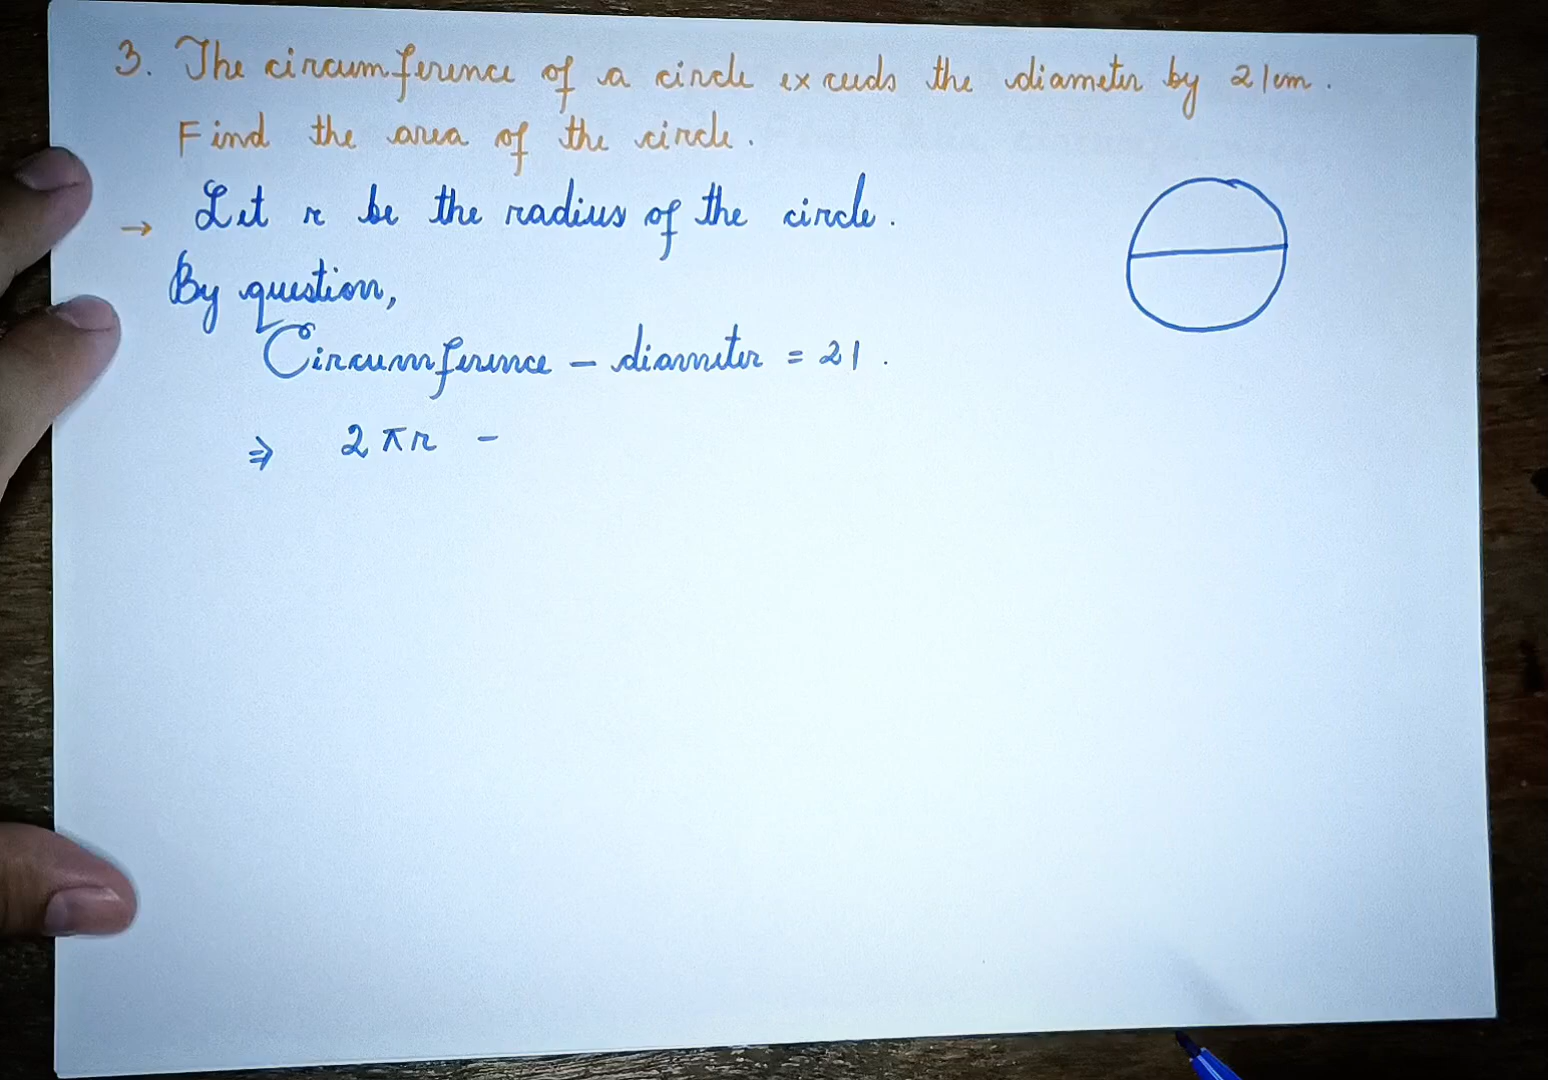 3. The circumference of a circle exceeds the diameter by 21cm.
Find the area of the circle.
→ Let r be the radius of the circle.
By question,
Circumference - diameter = 21.
⇒ 2πr -